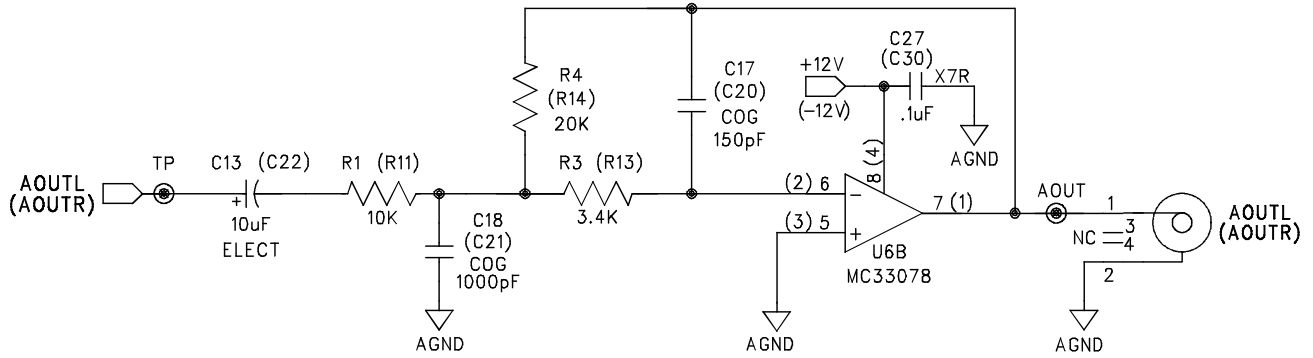 AOUTL
(AOUTR)
TP
C13 (C22)
+
10uF
ELECT
R1 (R11)
10K
C18
(C21)
COG
1000pF
AGND
R4
(R14)
20K
R3 (R13)
3.4K
C17
(C20)
COG
150pF
+12V
(-12V)
C27
(C30)
X7R
.1uF
AGND
8 (4)
(2) 6
(3) 5
-
+
7 (1)
U6B
MC33078
AGND
AOUT
1
NC
3
4
2
AGND
AOUTL
(AOUTR)